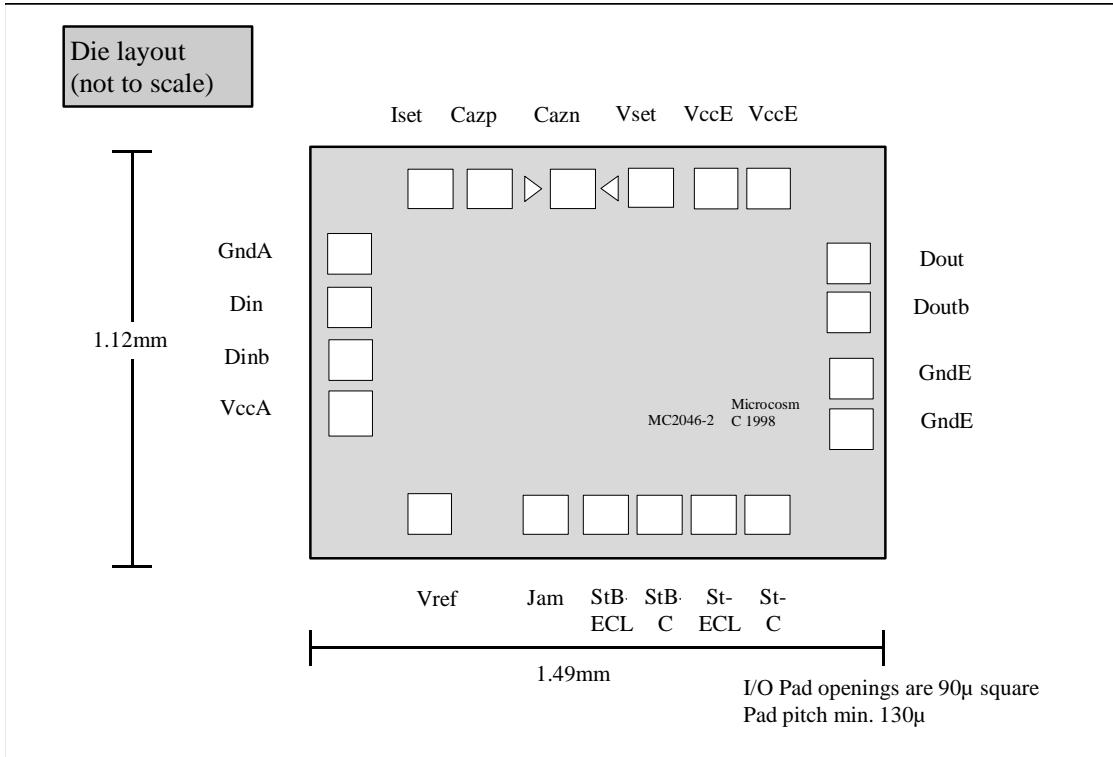 Die layout
(not to scale)
Iset Cazp Cazn Vset VccE VccE
GndA
Din
1.12mm
Dinb
VccA
Dout
Doutb
GndE
GndE
MC2046-2
Microcosm
C 1998
Vref Jam StB- StB- St- St-
ECL C ECL C
1.49mm
I/O Pad openings are 90μ square
Pad pitch min. 130μ